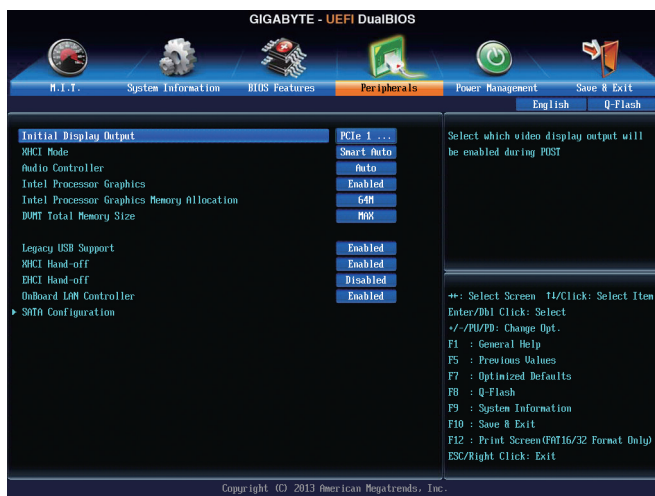 GIGABYTE - UEFI DualBIOS
M.I.T.
System Information
BIOS Features
Peripherals
Power Management
Save & Exit
English
Q-Flash
Initial Display Output PCIe 1 ...
XHCI Mode Smart Auto
Audio Controller Auto
Intel Processor Graphics Enabled
Intel Processor Graphics Memory Allocation 64M
DVMT Total Memory Size MAX
Legacy USB Support Enabled
XHCI Hand-off Enabled
EHCI Hand-off Disabled
OnBoard LAN Controller Enabled
SATA Configuration
Select which video display output will
be enabled during POST
↔: Select Screen ↑↓/Click: Select Item
Enter/Dbl Click: Select
+/-/PU/PD: Change Opt.
F1 : General Help
F5 : Previous Values
F7 : Optimized Defaults
F8 : Q-Flash
F9 : System Information
F10 : Save & Exit
F12 : Print Screen(FAT16/32 Format Only)
ESC/Right Click: Exit
Copyright (C) 2013 American Megatrends, Inc.